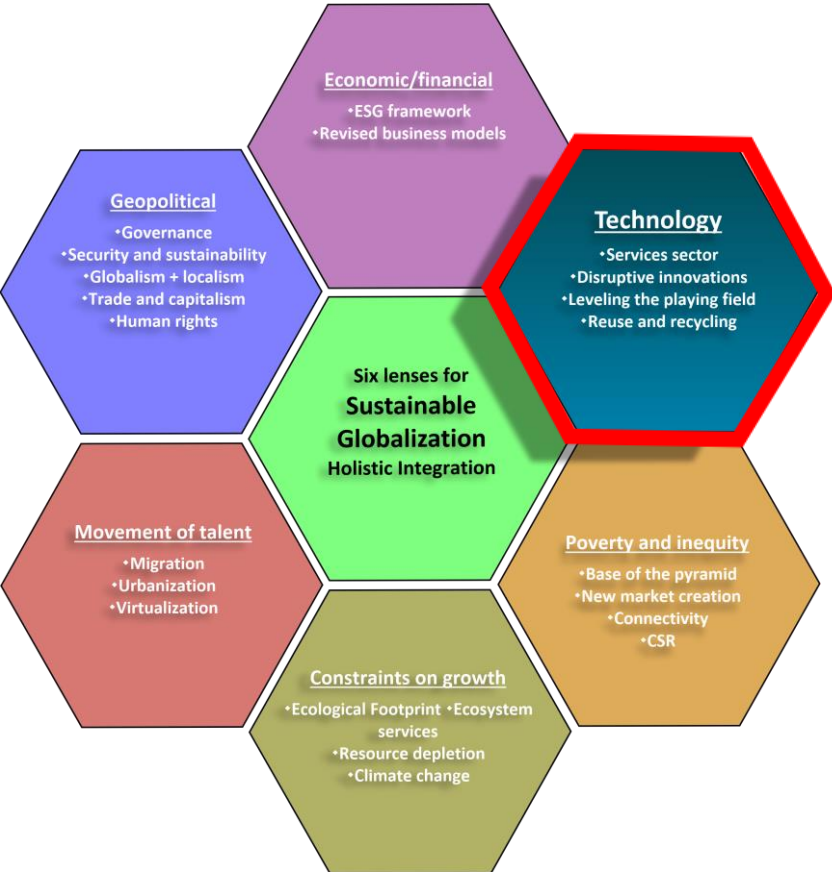 Economic/financial
•ESG framework
•Revised business models
Geopolitical
•Governance
•Security and sustainability
•Globalism + localism
•Trade and capitalism
•Human rights
Technology
•Services sector
•Disruptive innovations
•Leveling the playing field
•Reuse and recycling
Six lenses for
Sustainable
Globalization
Holistic Integration
Movement of talent
•Migration
•Urbanization
•Virtualization
Poverty and inequity
•Base of the pyramid
•New market creation
•Connectivity
•CSR
Constraints on growth
•Ecological Footprint •Ecosystem
services
•Resource depletion
•Climate change